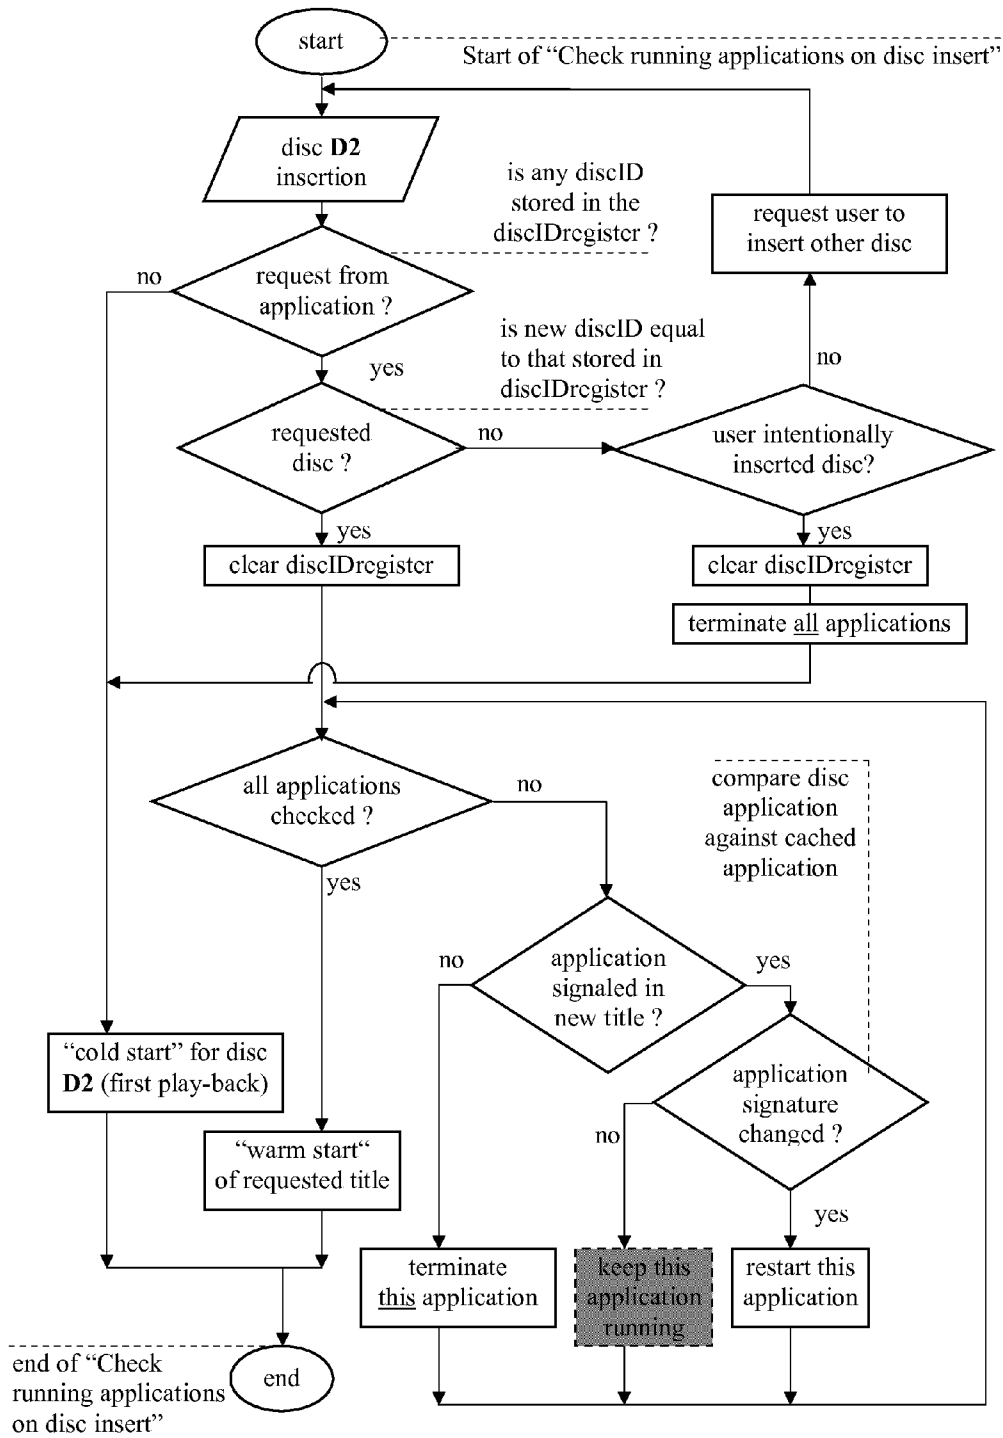 start
Start of “Check running applications on disc insert”
disc D2
insertion
is any discID
stored in the
discIDregister ?
request user to
insert other disc
no
request from
application ?
is new discID equal
to that stored in
discIDregister ?
yes
no
requested
disc ?
no
user intentionally
inserted disc?
yes
yes
clear discIDregister
clear discIDregister
terminate all applications
all applications
checked ?
no
compare disc
application
against cached
application
yes
no
application
signaled in
new title ?
yes
“cold start” for disc
D2 (first play-back)
application
signature
changed ?
no
“warm start“
of requested title
yes
terminate
this application
keep this
application
running
restart this
application
end of “Check
running applications
on disc insert”
end